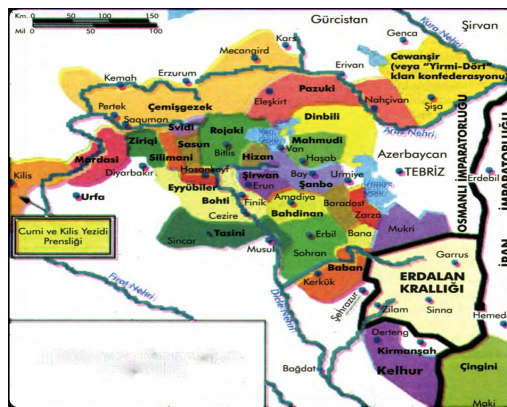 Km. 0 50 100 150
Mil 0 50 100
Gürcistan
Şirvan
Kura Nehri
Kars
Genca
Mecangird
Cewanşir
(veya "Yirmi-Dört"
klan konfederasyonu)
Erzurum
Erivan
Kemah
Pazuki
Eleşkirt
Nahçivan
Şişa
Çemişgezek
Pertek
Sağuman
Dinbili
Aras Nehri
Svidi
Rojaki
Mahmudi
Ziriqi
Sasun
Van
Mardasi
Bitlis
Hizan
Haşab
Azerbaycan
Silimani
Hasankeyf
Şirwan
Bay
Urmiye
TEBRİZ
Kilis
Diyarbakır
Erun
Şanbo
Erdebil
Eyyübiler
Finik
Amadiya
Baradost
Urfa
Bohti
Bahdinan
Zarza
OSMANLI İMPARATORLUĞU
İRAN İMPARATORLUĞU
Cumi ve Kilis Yezidi
Prensliği
Cezire
Tasini
Erbil
Bana
Mukri
Sincar
Musul
Sohran
Garrus
Baban
ERDALAN
KRALLIĞI
Fırat Nehri
Kerkük
Dicle Nehri
Şehrazur
Zilam
Sinna
Hemede
Derteng
Kirmanşah
Bağdat
Kelhur
Çingini
Maki